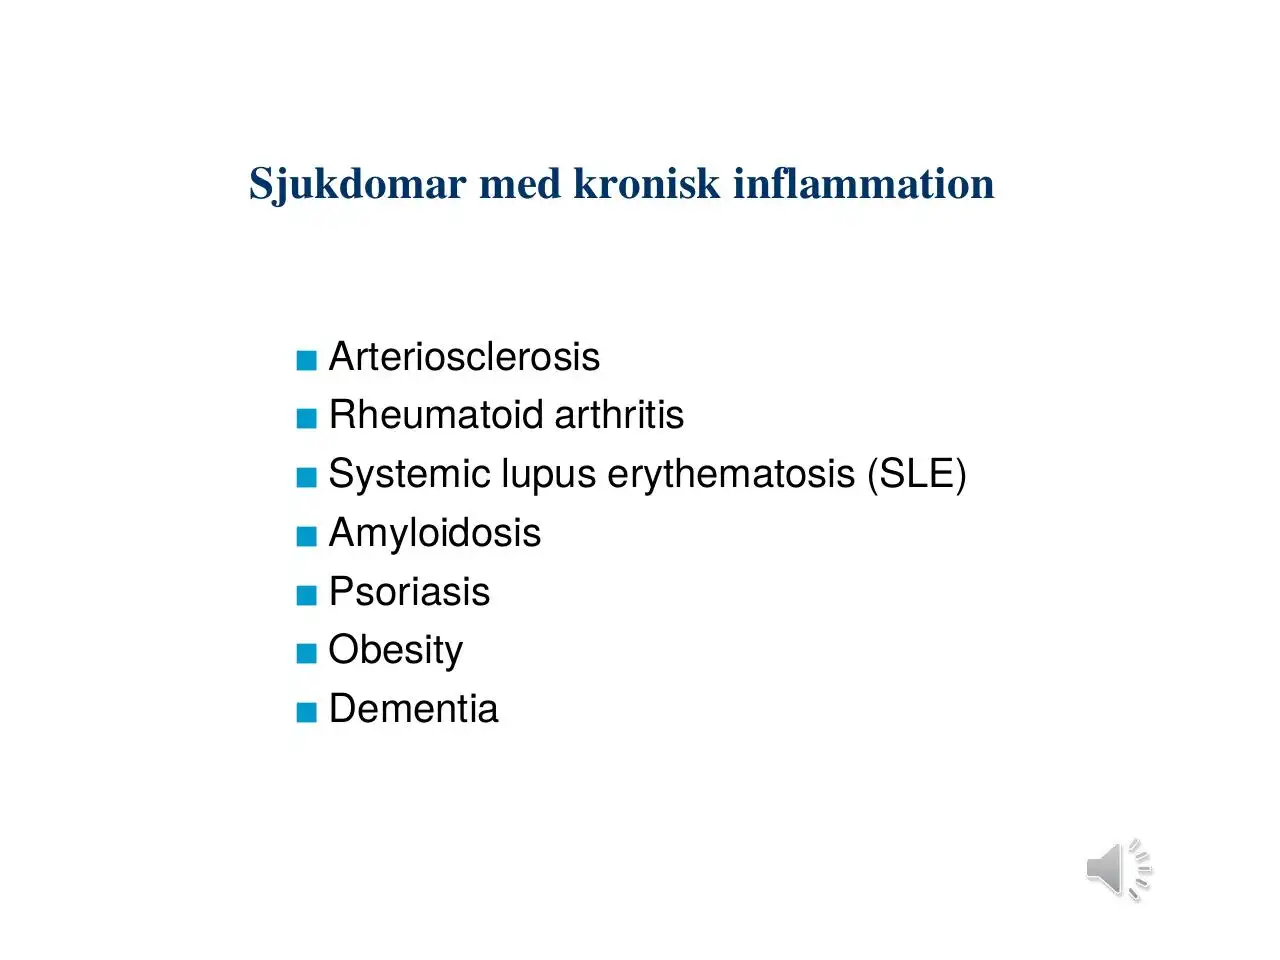 Sjukdomar med kronisk inflammation
Arteriosclerosis
Rheumatoid arthritis
Systemic lupus erythematosis (SLE)
Amyloidosis
Psoriasis
Obesity
Dementia